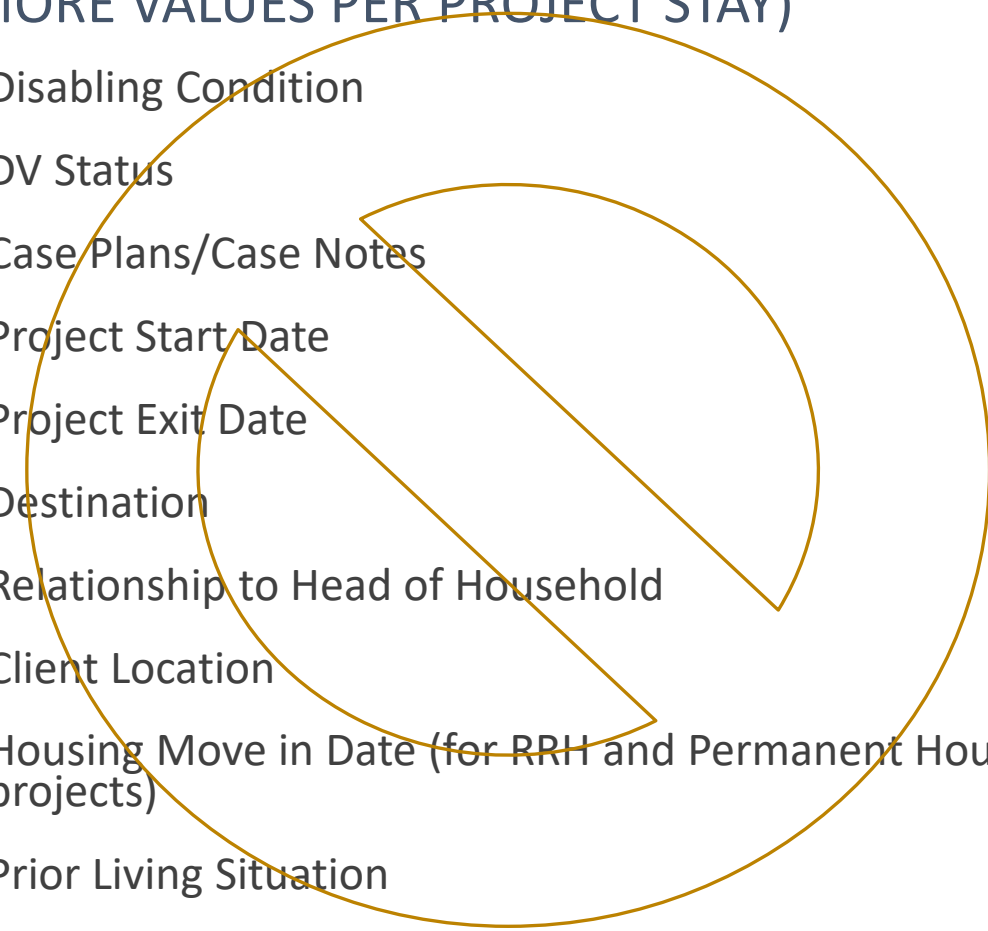 MORE VALUES PER PROJECT STAY)
Disabling Condition
DV Status
Case Plans/Case Notes
Project Start Date
Project Exit Date
Destination
Relationship to Head of Household
Client Location
Housing Move in Date (for RRH and Permanent Hou
projects)
Prior Living Situation